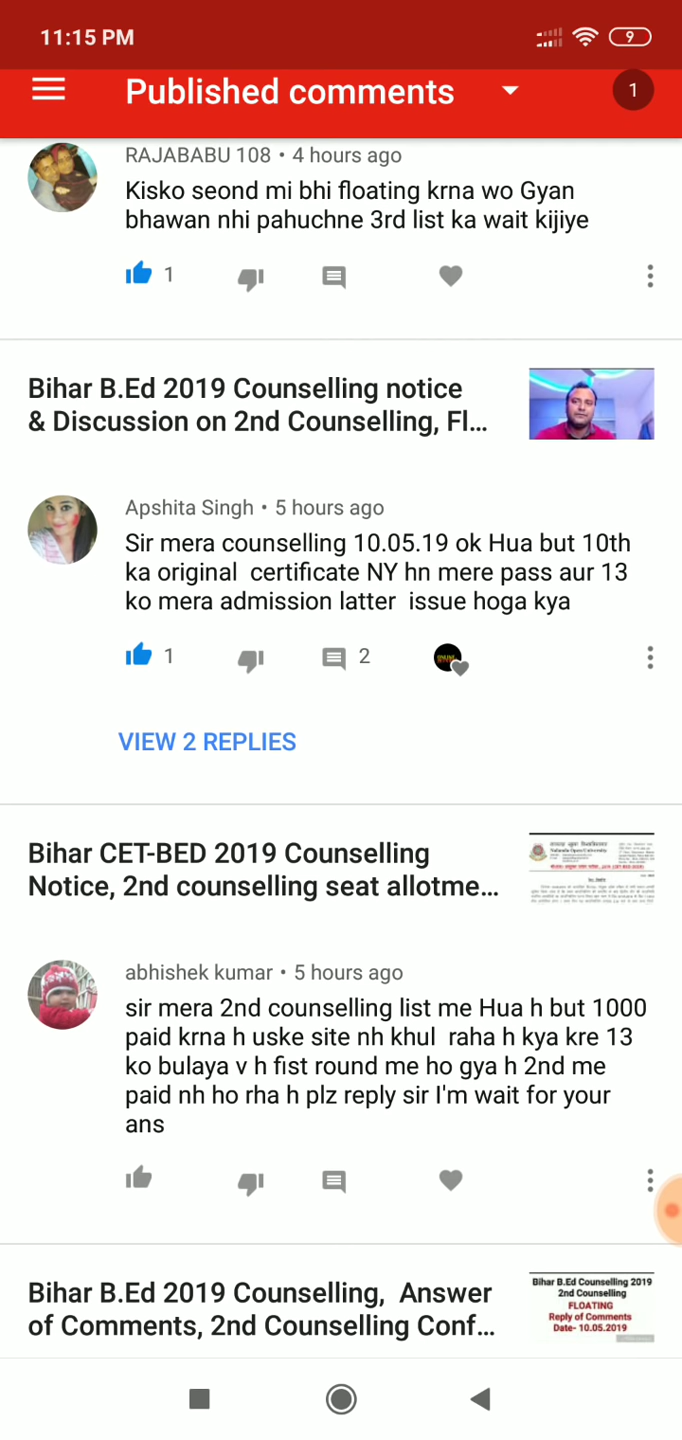 11:15 PM
9
Published comments
1
RAJABABU 108 • 4 hours ago
Kisko seond mi bhi floating krna wo Gyan
bhawan nhi pahuchne 3rd list ka wait kijiye
1
Bihar B.Ed 2019 Counselling notice
& Discussion on 2nd Counselling, Fl...
Apshita Singh • 5 hours ago
Sir mera counselling 10.05.19 ok Hua but 10th
ka original certificate NY hn mere pass aur 13
ko mera admission latter issue hoga kya
1
2
VIEW 2 REPLIES
Bihar CET-BED 2019 Counselling
Notice, 2nd counselling seat allotme...
Nalanda Open University
abhishek kumar • 5 hours ago
sir mera 2nd counselling list me Hua h but 1000
paid krna h uske site nh khul raha h kya kre 13
ko bulaya v h fist round me ho gya h 2nd me
paid nh ho rha h plz reply sir I'm wait for your
ans
Bihar B.Ed 2019 Counselling, Answer
of Comments, 2nd Counselling Conf...
Bihar B.Ed Counselling 2019
2nd Counselling
FLOATING
Reply of Comments
Date- 10.05.2019